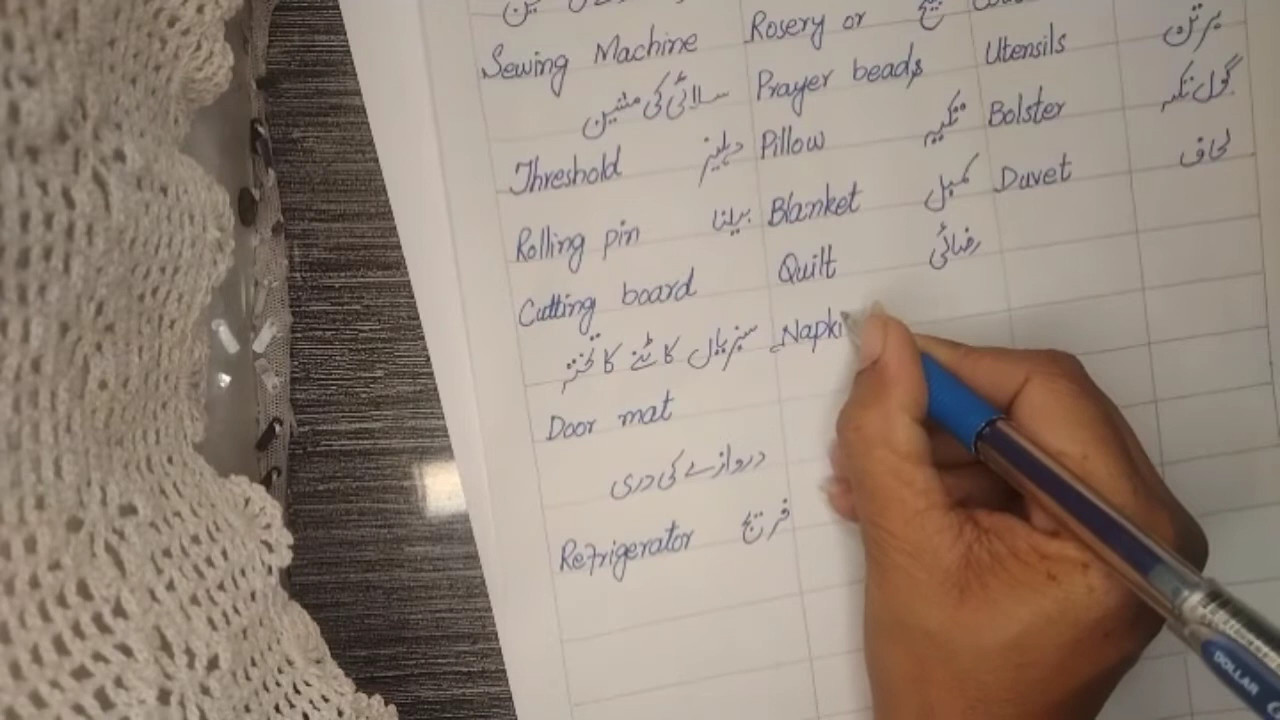 Sewing Machine
سلائی کی مشین
Threshold دہلیز
Rolling pin بیلنا
Cutting board
سبزیاں کاٹنے کا تختہ
Door mat
دروازے کی دری
Refrigerator فریج
Rosery or
Prayer beads
Pillow تکیہ
Blanket کمبل
Quilt رضائی
Napki
Utensils برتن
Bolster گول تکیہ
Duvet لحاف
DOLLAR